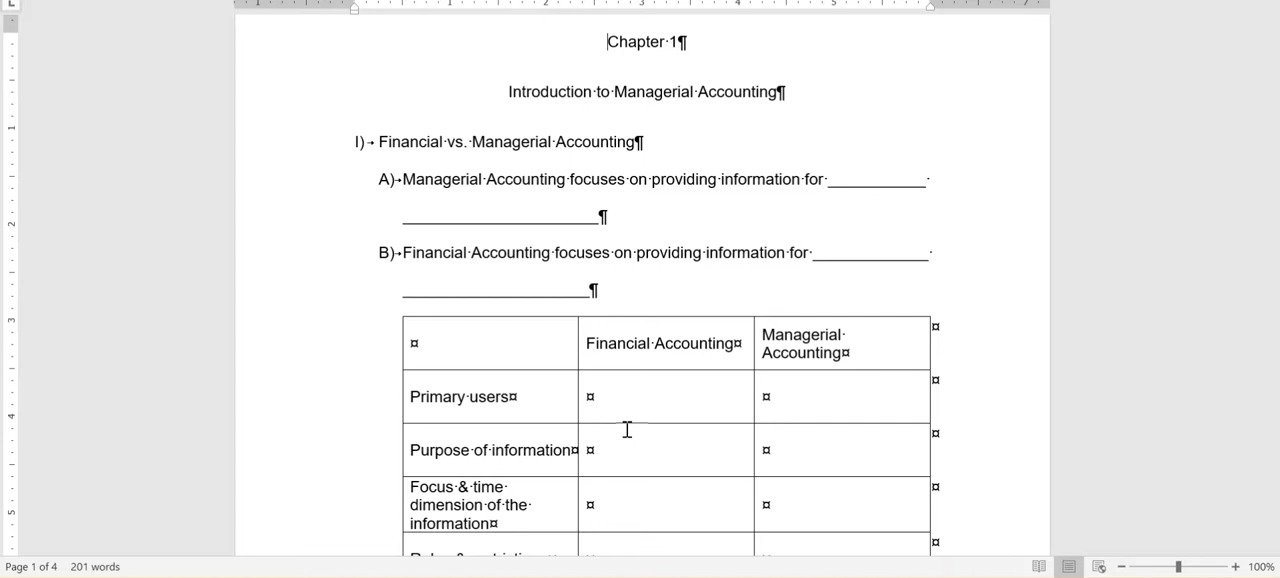 Chapter·1¶
Introduction·to·Managerial·Accounting¶
I)→Financial·vs.·Managerial·Accounting¶
A)→Managerial·Accounting·focuses·on·providing·information·for·___________·
______________________¶
B)→Financial·Accounting·focuses·on·providing·information·for·_____________·
_____________________¶
¤ Financial·Accounting¤ Managerial·
Accounting¤ ¤
Primary·users¤ ¤ ¤ ¤
Purpose·of·information¤ ¤ ¤ ¤
Focus·&·time·
dimension·of·the·
information¤ ¤ ¤ ¤
Page 1 of 4 201 words 100%